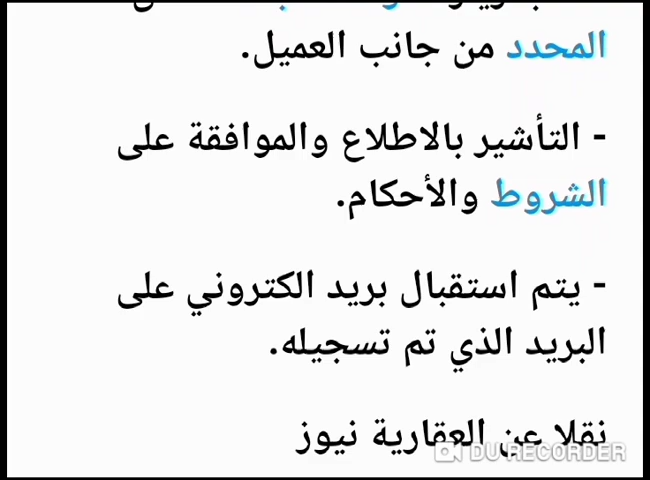 المحدد من جانب العميل.
- التأشير بالاطلاع والموافقة على
الشروط والأحكام.
- يتم استقبال بريد الكتروني على
البريد الذي تم تسجيله.
نقلا عن العقارية نيوز
DU RECORDER